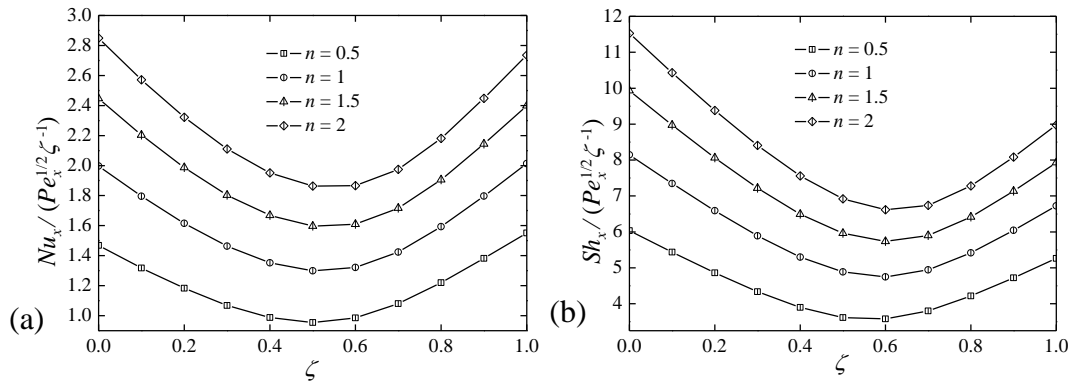 2.8
2.6
2.4
2.2
2.0
1.8
1.6
1.4
1.2
1.0
Nu_x / (Pe_x^{1/2} ζ^{-1})
n = 0.5
n = 1
n = 1.5
n = 2
0.0 0.2 0.4 0.6 0.8 1.0
ζ
(a)
12
11
10
9
8
7
6
5
4
Sh_x / (Pe_x^{1/2} ζ^{-1})
n = 0.5
n = 1
n = 1.5
n = 2
0.0 0.2 0.4 0.6 0.8 1.0
ζ
(b)